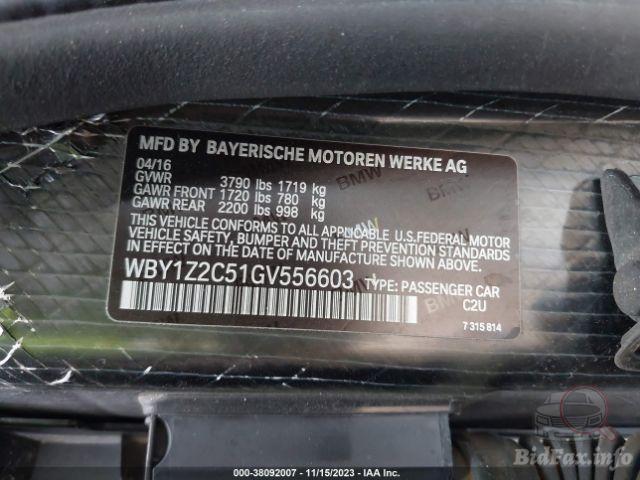 MFD BY BAYERISCHE MOTOREN WERKE AG
04/16
GVWR 3790 lbs 1719 kg
GAWR FRONT 1720 lbs 780 kg
GAWR REAR 2200 lbs 998 kg
THIS VEHICLE CONFORMS TO ALL APPLICABLE U.S.FEDERAL MOTOR
VEHICLE SAFETY, BUMPER AND THEFT PREVENTION STANDARDS
IN EFFECT ON THE DATE OF MANUFACTURE SHOWN ABOVE.
WBY1Z2C51GV556603 TYPE: PASSENGER CAR
C2U
7 315 814
BMW
BMW
BMW
000-38092007 - 11/15/2023 - IAA Inc.
BidFax.info